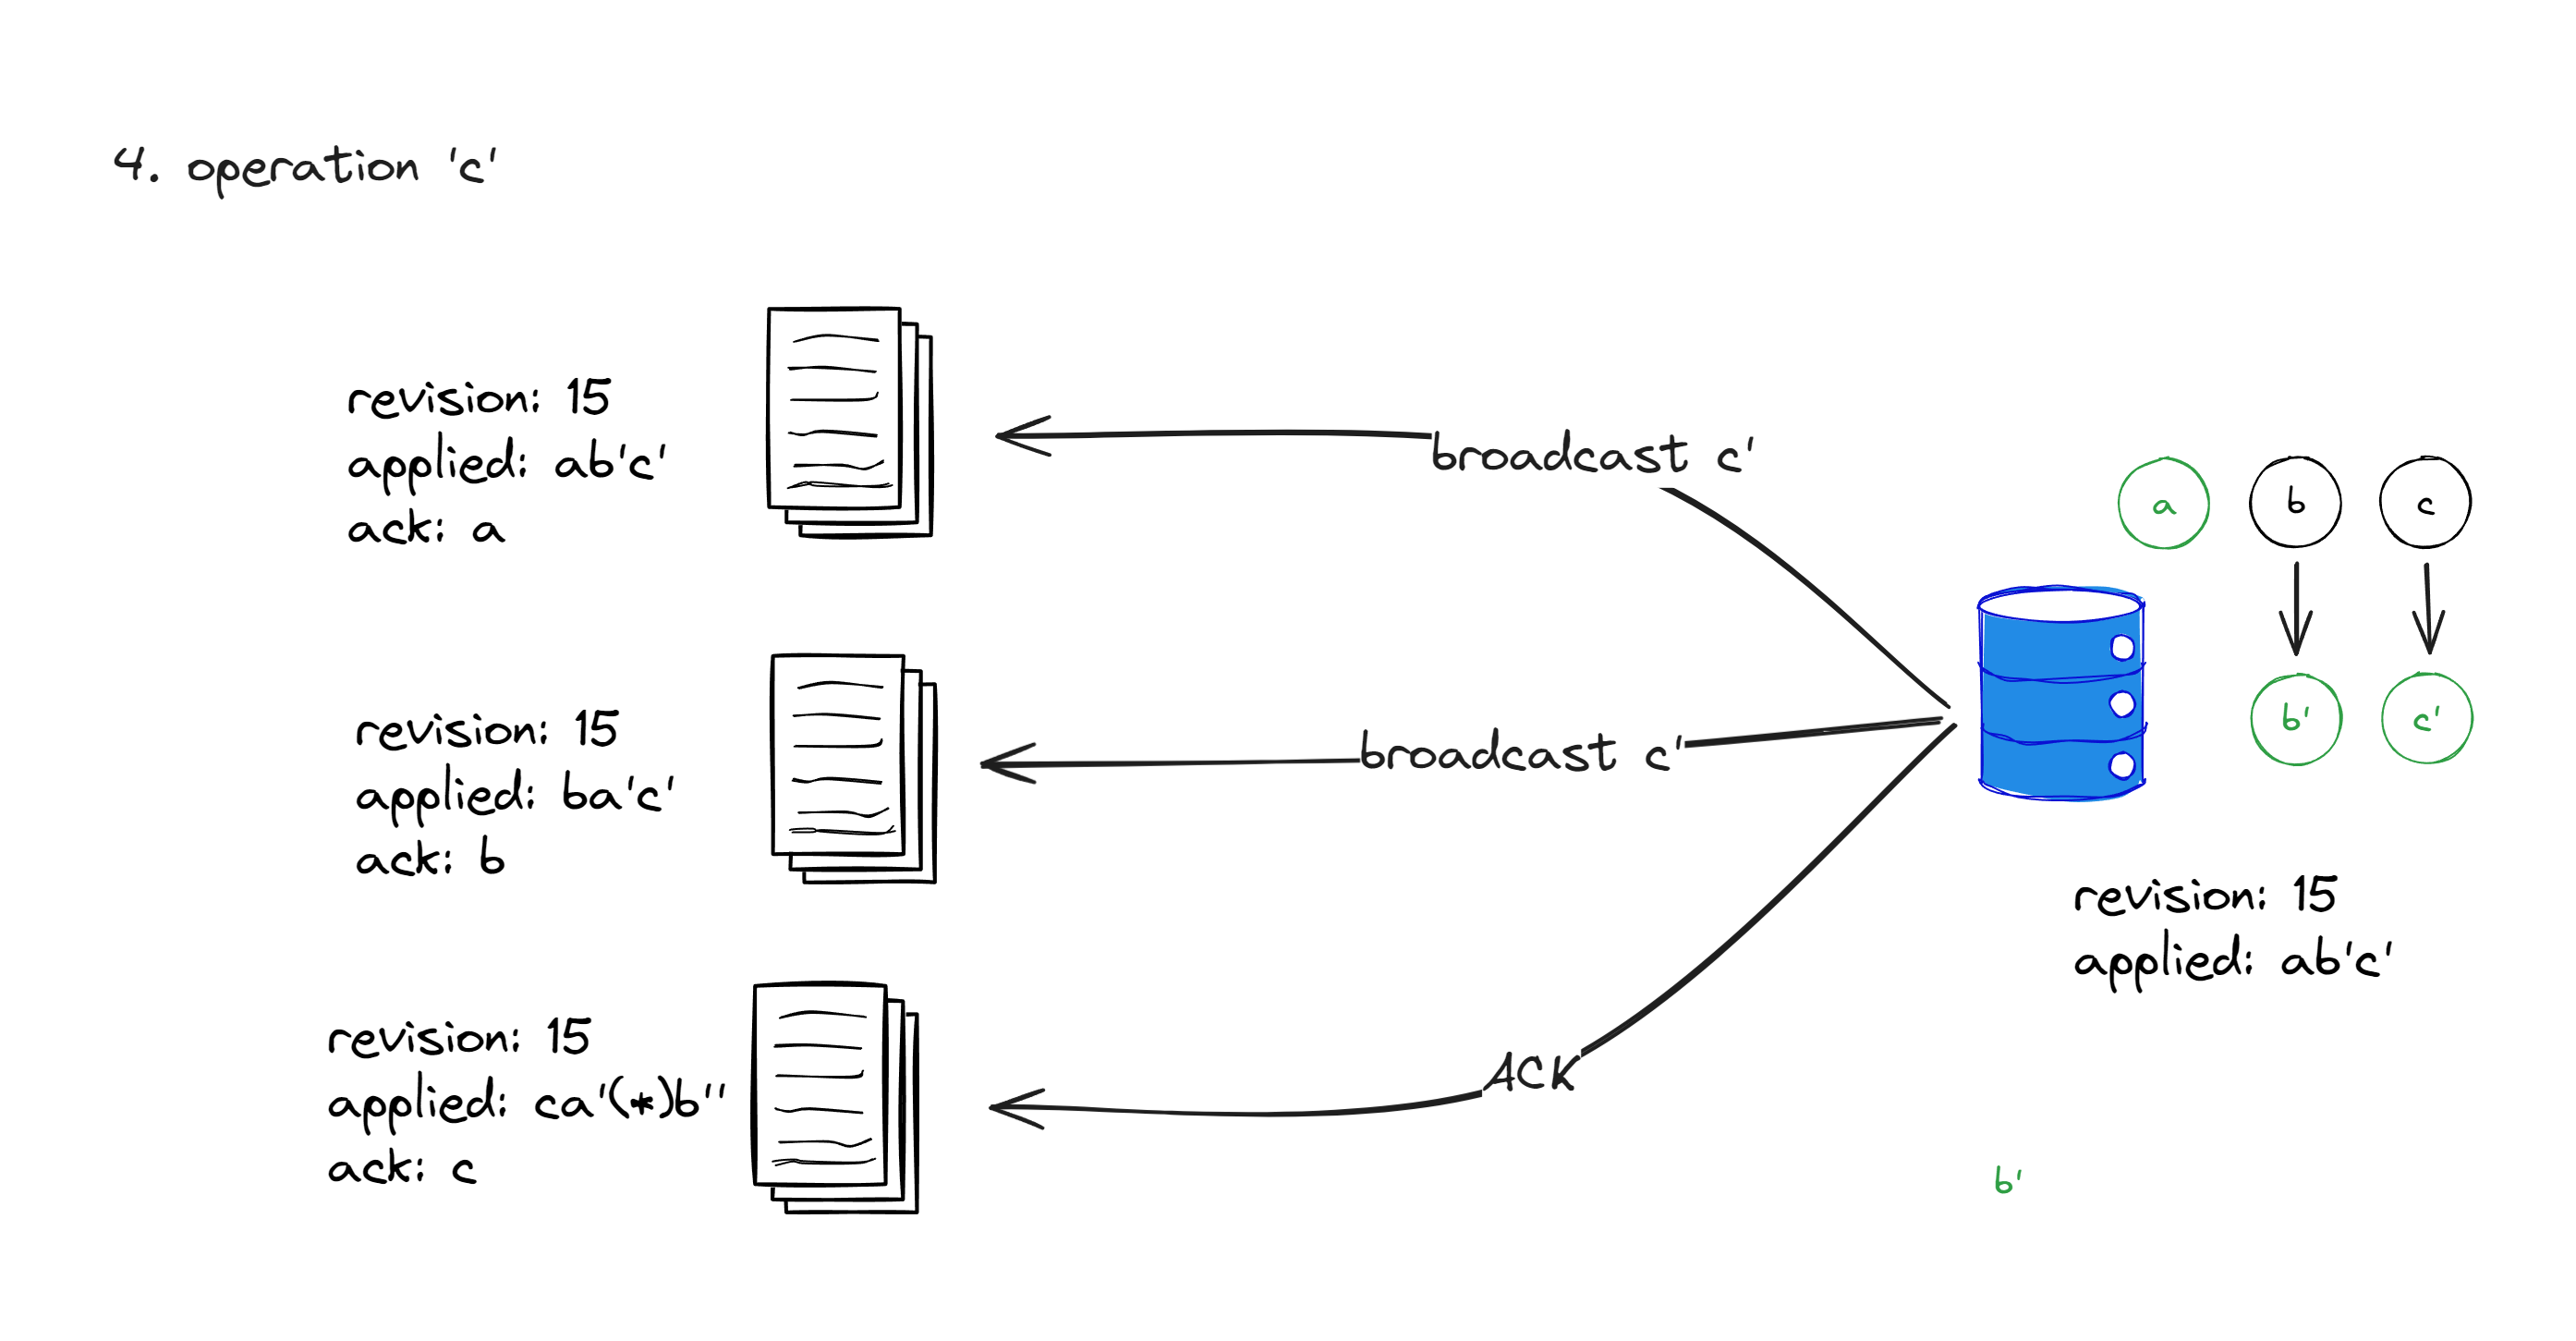 4. operation 'c'
revision: 15
applied: ab'c'
ack: a
broadcast c'
a
b
c
b'
c'
revision: 15
applied: ba'c'
ack: b
broadcast c'
revision: 15
applied: ab'c'
revision: 15
applied: ca'(*)b''
ack: c
ACK
b'